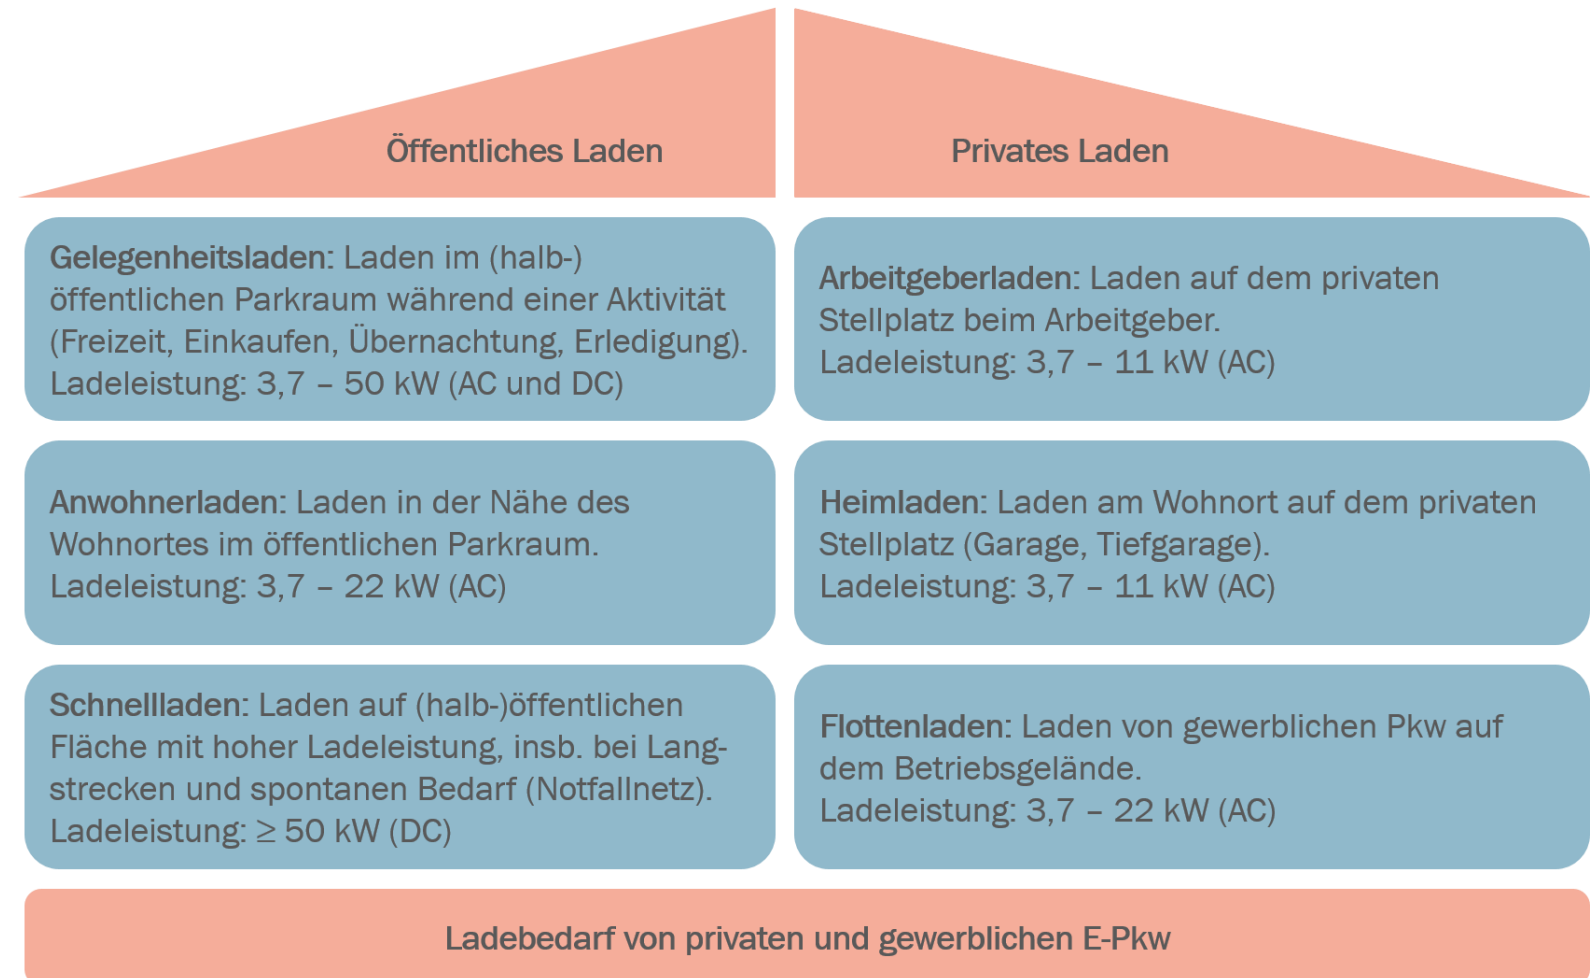 Öffentliches Laden
Privates Laden
Gelegenheitsladen: Laden im (halb-)
öffentlichen Parkraum während einer Aktivität
(Freizeit, Einkaufen, Übernachtung, Erledigung).
Ladeleistung: 3,7 – 50 kW (AC und DC)
Arbeitgeberladen: Laden auf dem privaten
Stellplatz beim Arbeitgeber.
Ladeleistung: 3,7 – 11 kW (AC)
Anwohnerladen: Laden in der Nähe des
Wohnortes im öffentlichen Parkraum.
Ladeleistung: 3,7 – 22 kW (AC)
Heimladen: Laden am Wohnort auf dem privaten
Stellplatz (Garage, Tiefgarage).
Ladeleistung: 3,7 – 11 kW (AC)
Schnellladen: Laden auf (halb-)öffentlichen
Fläche mit hoher Ladeleistung, insb. bei Lang-
strecken und spontanen Bedarf (Notfallnetz).
Ladeleistung: ≥ 50 kW (DC)
Flottenladen: Laden von gewerblichen Pkw auf
dem Betriebsgelände.
Ladeleistung: 3,7 – 22 kW (AC)
Ladebedarf von privaten und gewerblichen E-Pkw